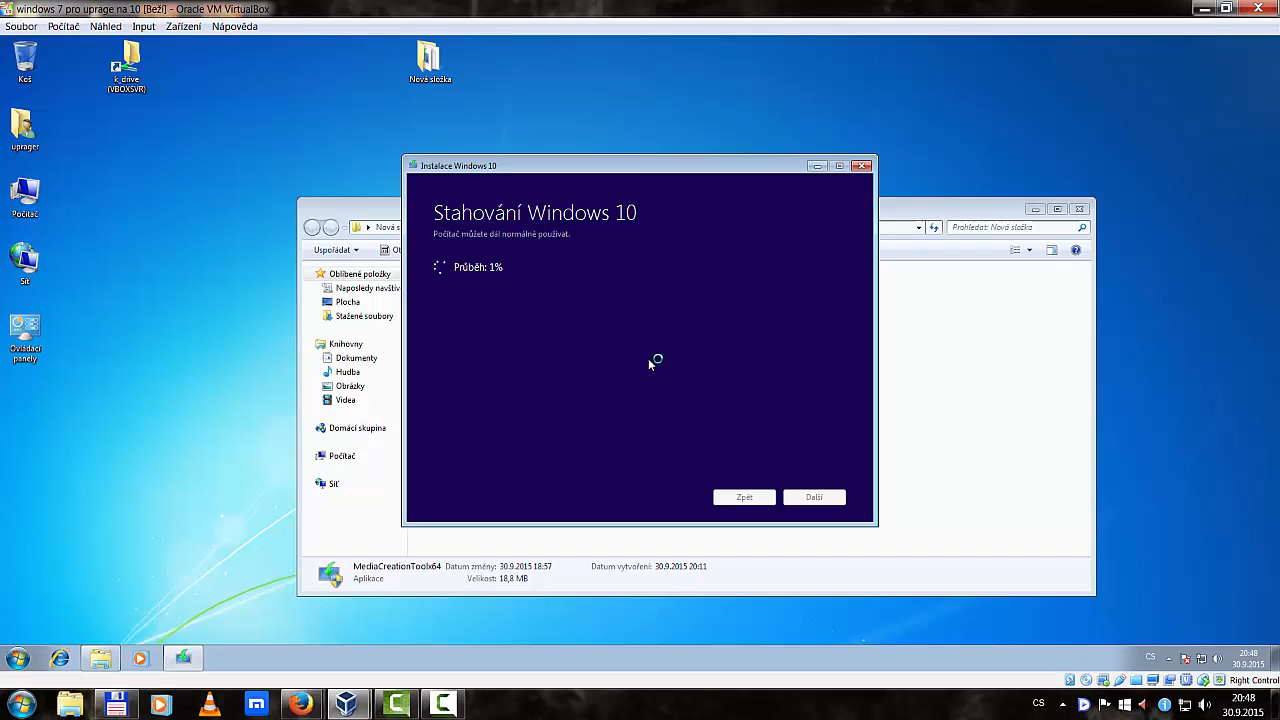 windows 7 pro uprage na 10 [Beží] - Oracle VM VirtualBox
Soubor Počítač Náhled Input Zařízení Nápověda
Koš
k_drive
(VBOXSVR)
Nová složka
uprager
Počítač
Síť
Ovládací
panely
Instalace Windows 10
Stahování Windows 10
Počítač můžete dál normálně používat.
Průběh: 1%
Zpět Další
Nová s
Prohledat: Nová složka
Uspořádat
Oblíbené položky
Naposledy navštív
Plocha
Stažené soubory
Knihovny
Dokumenty
Hudba
Obrázky
Videa
Domácí skupina
Počítač
Síť
MediaCreationToolx64 Datum změny: 30.9.2015 18:57 Datum vytvoření: 30.9.2015 20:11
Aplikace Velikost: 18,8 MB
CS
20:48
30.9.2015
Right Control
CS
20:48
30.9.2015